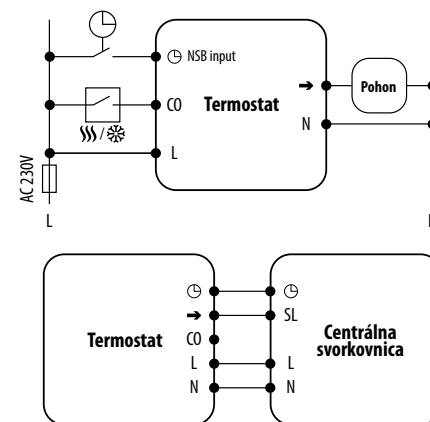 NSB input
CO
Termostat
➔
Pohon
/
L
N
AC 230V
L
Termostat
➔
CO
L
N
SL
L
N
Centrálna
svorkovnica